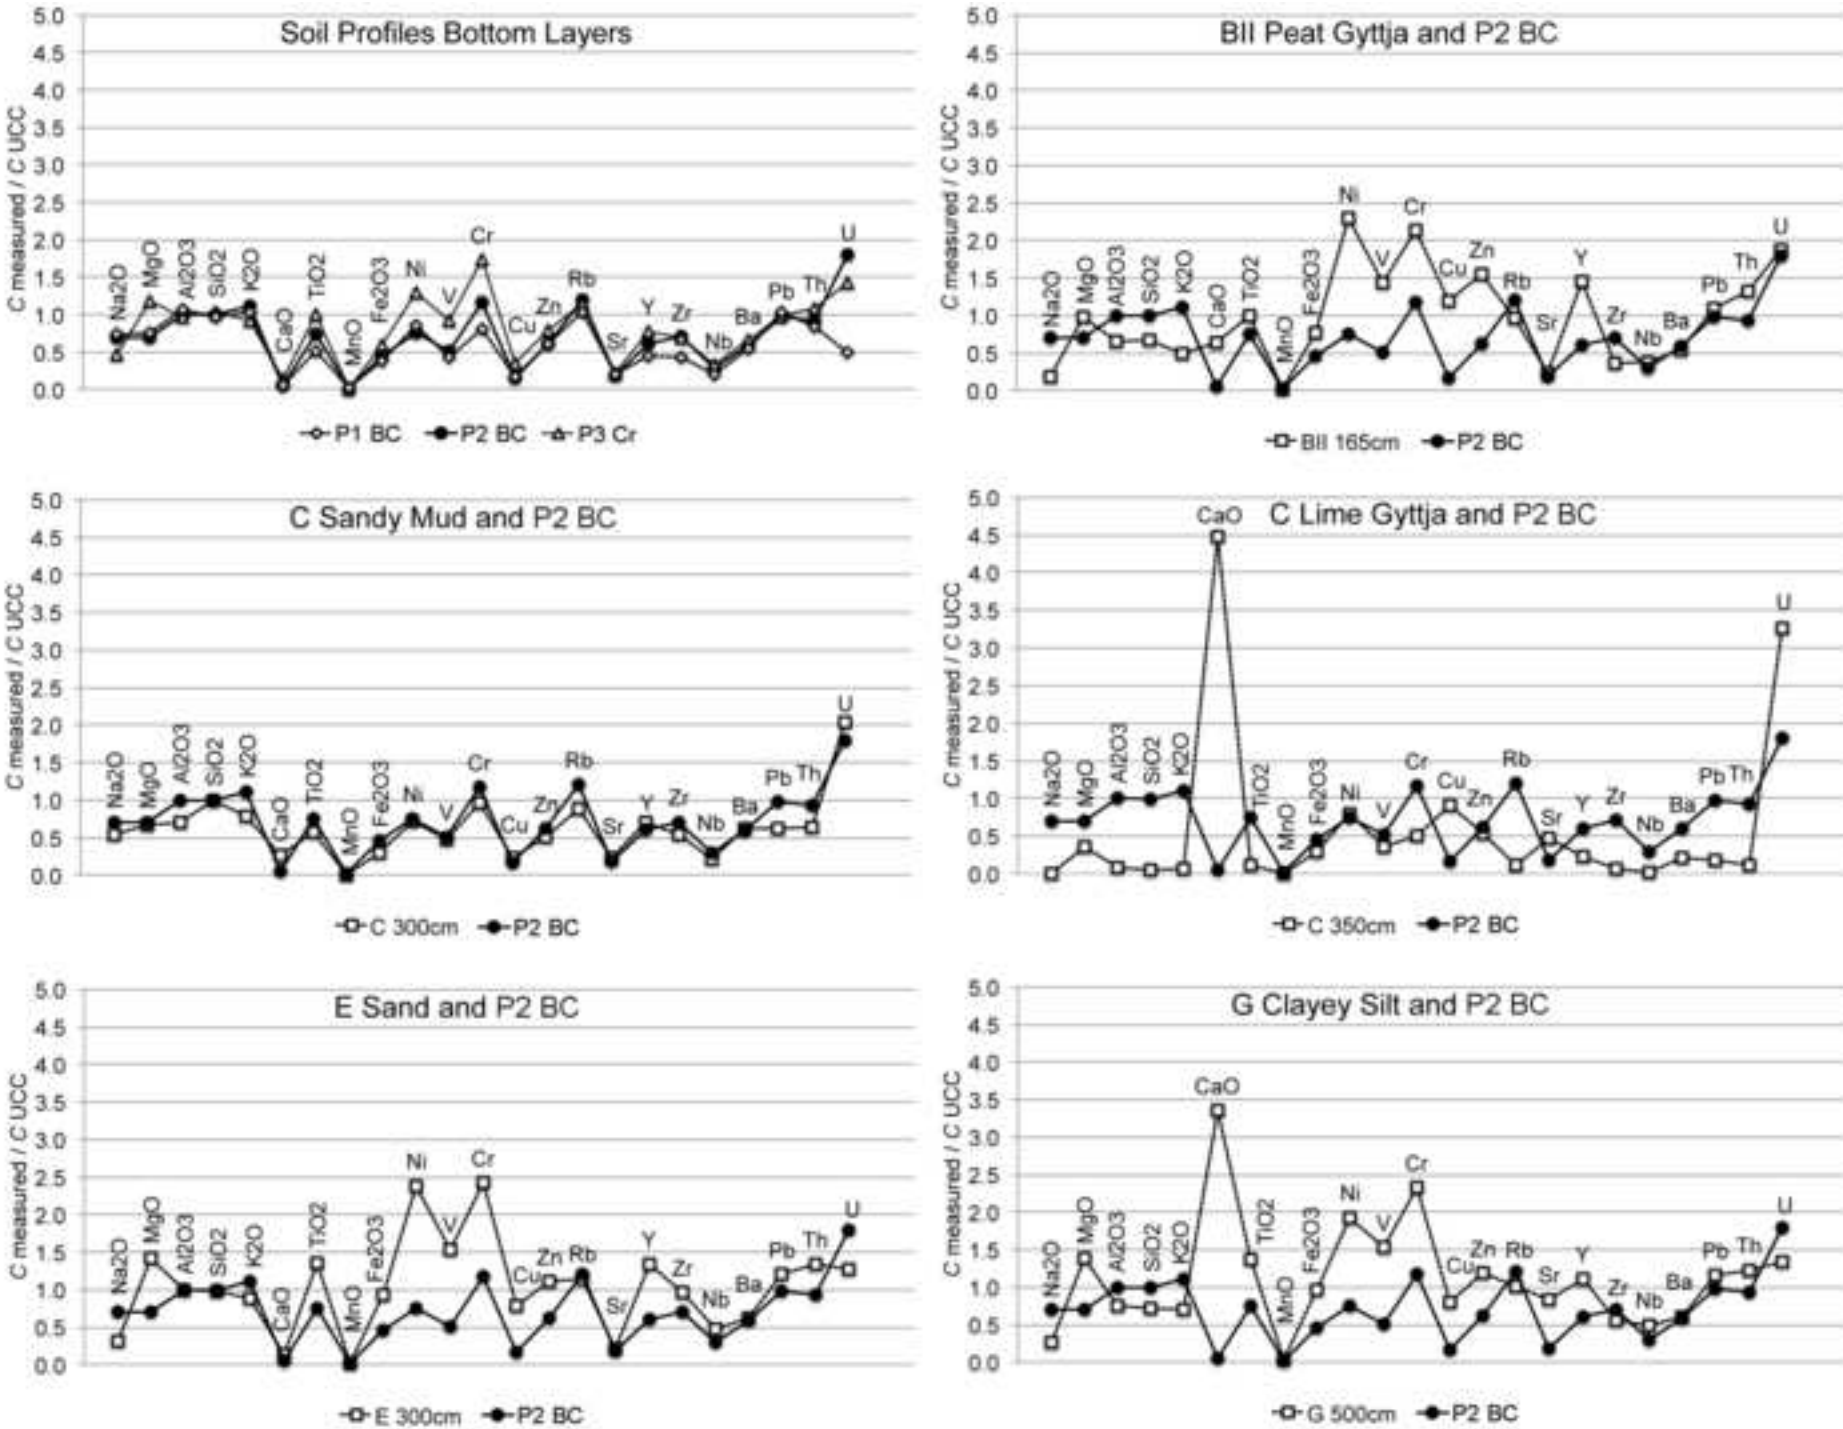 Soil Profiles Bottom Layers
C measured / C UCC
5.0
4.5
4.0
3.5
3.0
2.5
2.0
1.5
1.0
0.5
0.0
Na2O MgO Al2O3 SiO2 K2O CaO TiO2 MnO Fe2O3 Ni V Cr Cu Zn Rb Sr Y Zr Nb Ba Pb Th U
P1 BC P2 BC P3 Cr
BII Peat Gyttja and P2 BC
C measured / C UCC
5.0
4.5
4.0
3.5
3.0
2.5
2.0
1.5
1.0
0.5
0.0
Na2O MgO Al2O3 SiO2 K2O CaO TiO2 MnO Fe2O3 Ni V Cr Cu Zn Rb Sr Y Zr Nb Ba Pb Th U
BII 165cm P2 BC
C Sandy Mud and P2 BC
C measured / C UCC
5.0
4.5
4.0
3.5
3.0
2.5
2.0
1.5
1.0
0.5
0.0
Na2O MgO Al2O3 SiO2 K2O CaO TiO2 MnO Fe2O3 Ni V Cr Cu Zn Rb Sr Y Zr Nb Ba Pb Th U
C 300cm P2 BC
C Lime Gyttja and P2 BC
C measured / C UCC
5.0
4.5
4.0
3.5
3.0
2.5
2.0
1.5
1.0
0.5
0.0
Na2O MgO Al2O3 SiO2 K2O CaO TiO2 MnO Fe2O3 Ni V Cr Cu Zn Rb Sr Y Zr Nb Ba Pb Th U
C 350cm P2 BC
E Sand and P2 BC
C measured / C UCC
5.0
4.5
4.0
3.5
3.0
2.5
2.0
1.5
1.0
0.5
0.0
Na2O MgO Al2O3 SiO2 K2O CaO TiO2 MnO Fe2O3 Ni V Cr Cu Zn Rb Sr Y Zr Nb Ba Pb Th U
E 300cm P2 BC
G Clayey Silt and P2 BC
C measured / C UCC
5.0
4.5
4.0
3.5
3.0
2.5
2.0
1.5
1.0
0.5
0.0
Na2O MgO Al2O3 SiO2 K2O CaO TiO2 MnO Fe2O3 Ni V Cr Cu Zn Rb Sr Y Zr Nb Ba Pb Th U
G 500cm P2 BC